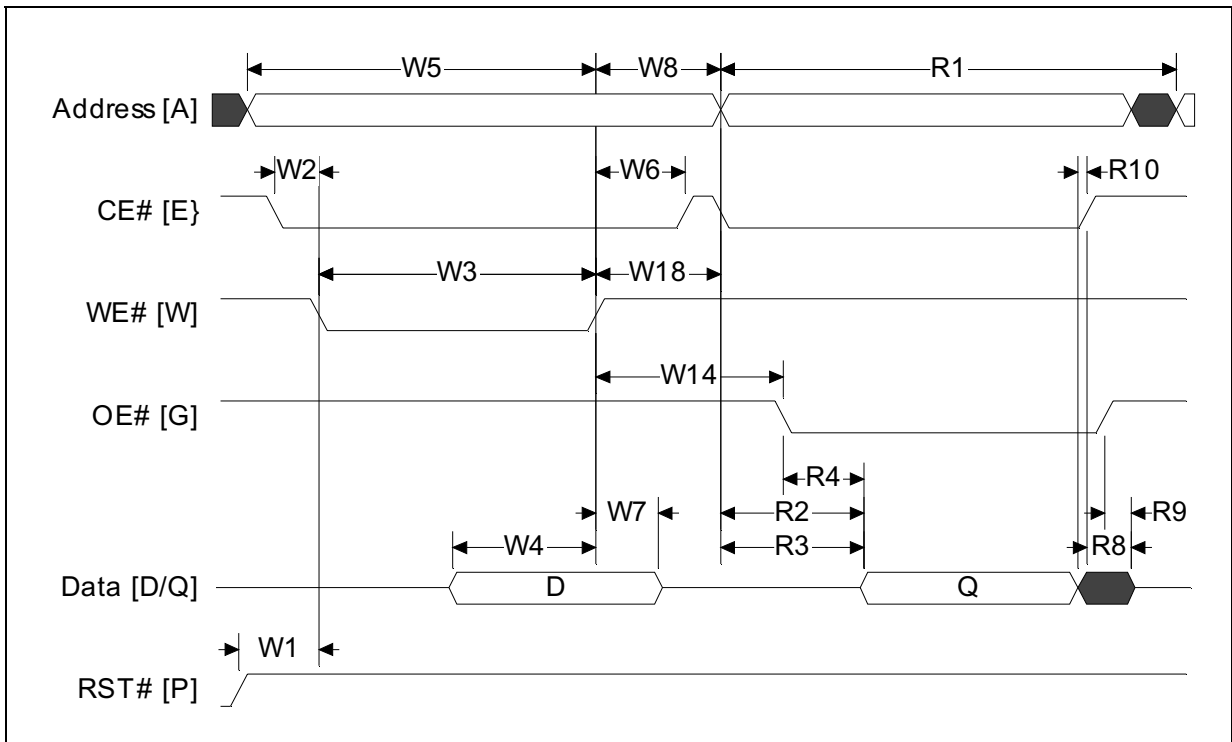 W5 W8 R1
Address [A]
W2 W6 R10
CE# [E}
W3 W18
WE# [W]
W14
OE# [G]
R4
W7 R2 R9
W4 R3 R8
Data [D/Q] D Q
W1
RST# [P]